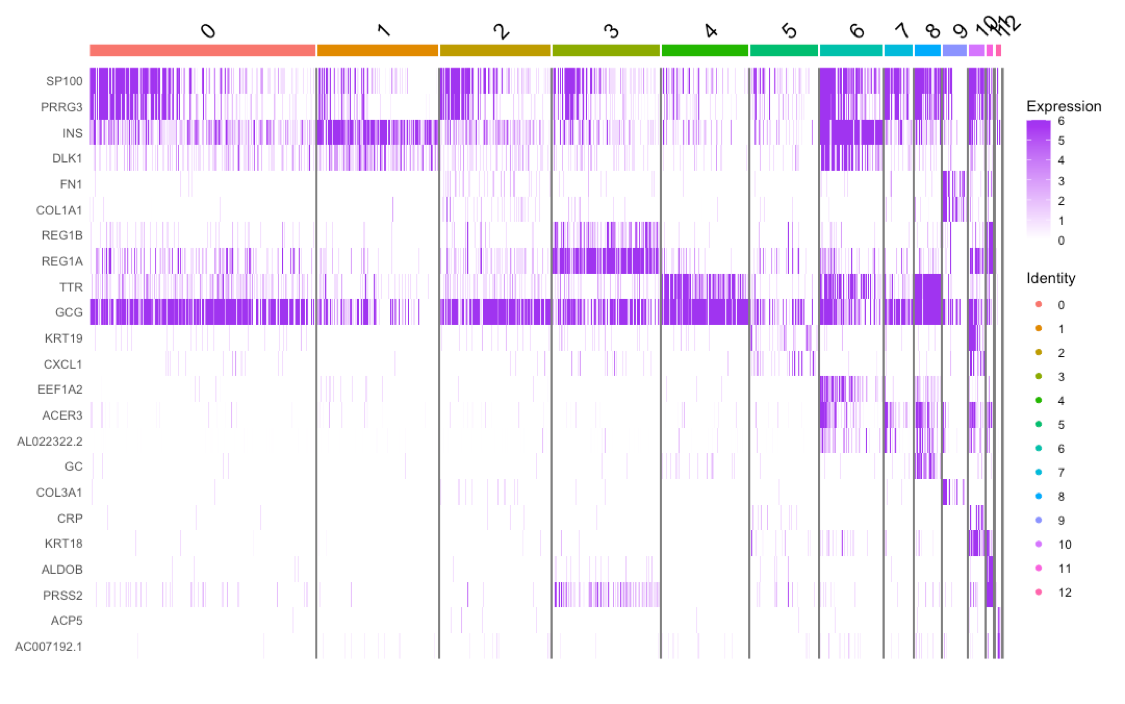 0 1 2 3 4 5 6 7 8 9 10 11 12
SP100
PRRG3
INS
DLK1
FN1
COL1A1
REG1B
REG1A
TTR
GCG
KRT19
CXCL1
EEF1A2
ACER3
AL022322.2
GC
COL3A1
CRP
KRT18
ALDOB
PRSS2
ACP5
AC007192.1
Expression
6
5
4
3
2
1
0
Identity
0
1
2
3
4
5
6
7
8
9
10
11
12